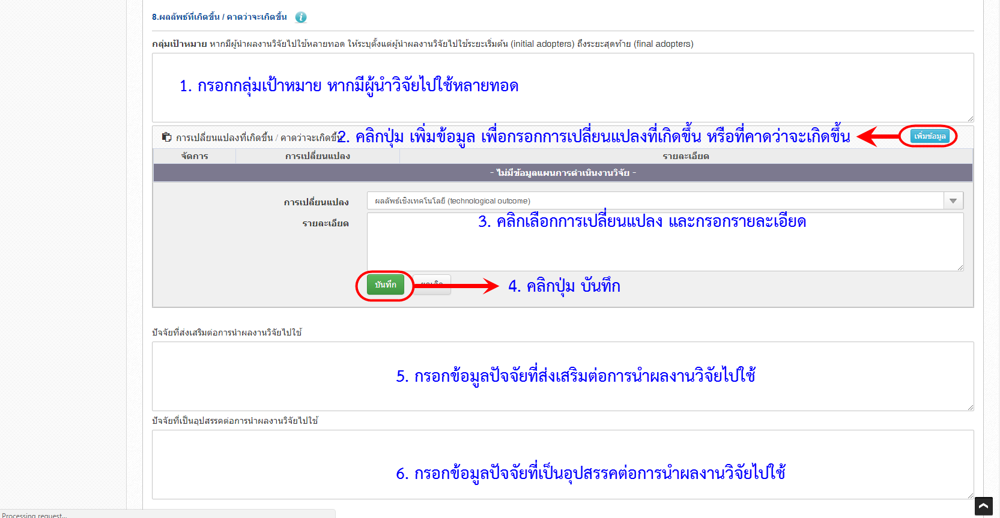 8.ผลลัพธ์ที่เกิดขึ้น / คาดว่าจะเกิดขึ้น
กลุ่มเป้าหมาย หากมีผู้นำผลงานวิจัยไปใช้หลายทอด ให้ระบุตั้งแต่ผู้นำผลงานวิจัยไปใช้ระยะเริ่มต้น (initial adopters) ถึงระยะสุดท้าย (final adopters)
1. กรอกกลุ่มเป้าหมาย หากมีผู้นำวิจัยไปใช้หลายทอด
การเปลี่ยนแปลงที่เกิดขึ้น / คาดว่าจะเกิดขึ้น
2. คลิกปุ่ม เพิ่มข้อมูล เพื่อกรอกการเปลี่ยนแปลงที่เกิดขึ้น หรือที่คาดว่าจะเกิดขึ้น
เพิ่มข้อมูล
จัดการ การเปลี่ยนแปลง รายละเอียด
- ไม่มีข้อมูลแผนการดำเนินงานวิจัย -
การเปลี่ยนแปลง ผลลัพธ์เชิงเทคโนโลยี (technological outcome)
รายละเอียด
3. คลิกเลือกการเปลี่ยนแปลง และกรอกรายละเอียด
บันทึก ยกเลิก
4. คลิกปุ่ม บันทึก
ปัจจัยที่ส่งเสริมต่อการนำผลงานวิจัยไปใช้
5. กรอกข้อมูลปัจจัยที่ส่งเสริมต่อการนำผลงานวิจัยไปใช้
ปัจจัยที่เป็นอุปสรรคต่อการนำผลงานวิจัยไปใช้
6. กรอกข้อมูลปัจจัยที่เป็นอุปสรรคต่อการนำผลงานวิจัยไปใช้
Processing request...